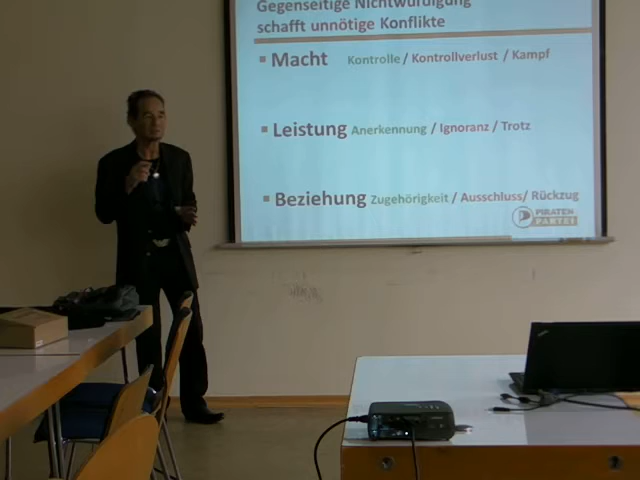 Gegenseitige Nichtwürdigung
schafft unnötige Konflikte
Macht Kontrolle / Kontrollverlust / Kampf
Leistung Anerkennung / Ignoranz / Trotz
Beziehung Zugehörigkeit / Ausschluss / Rückzug
PIRATEN
PARTEI